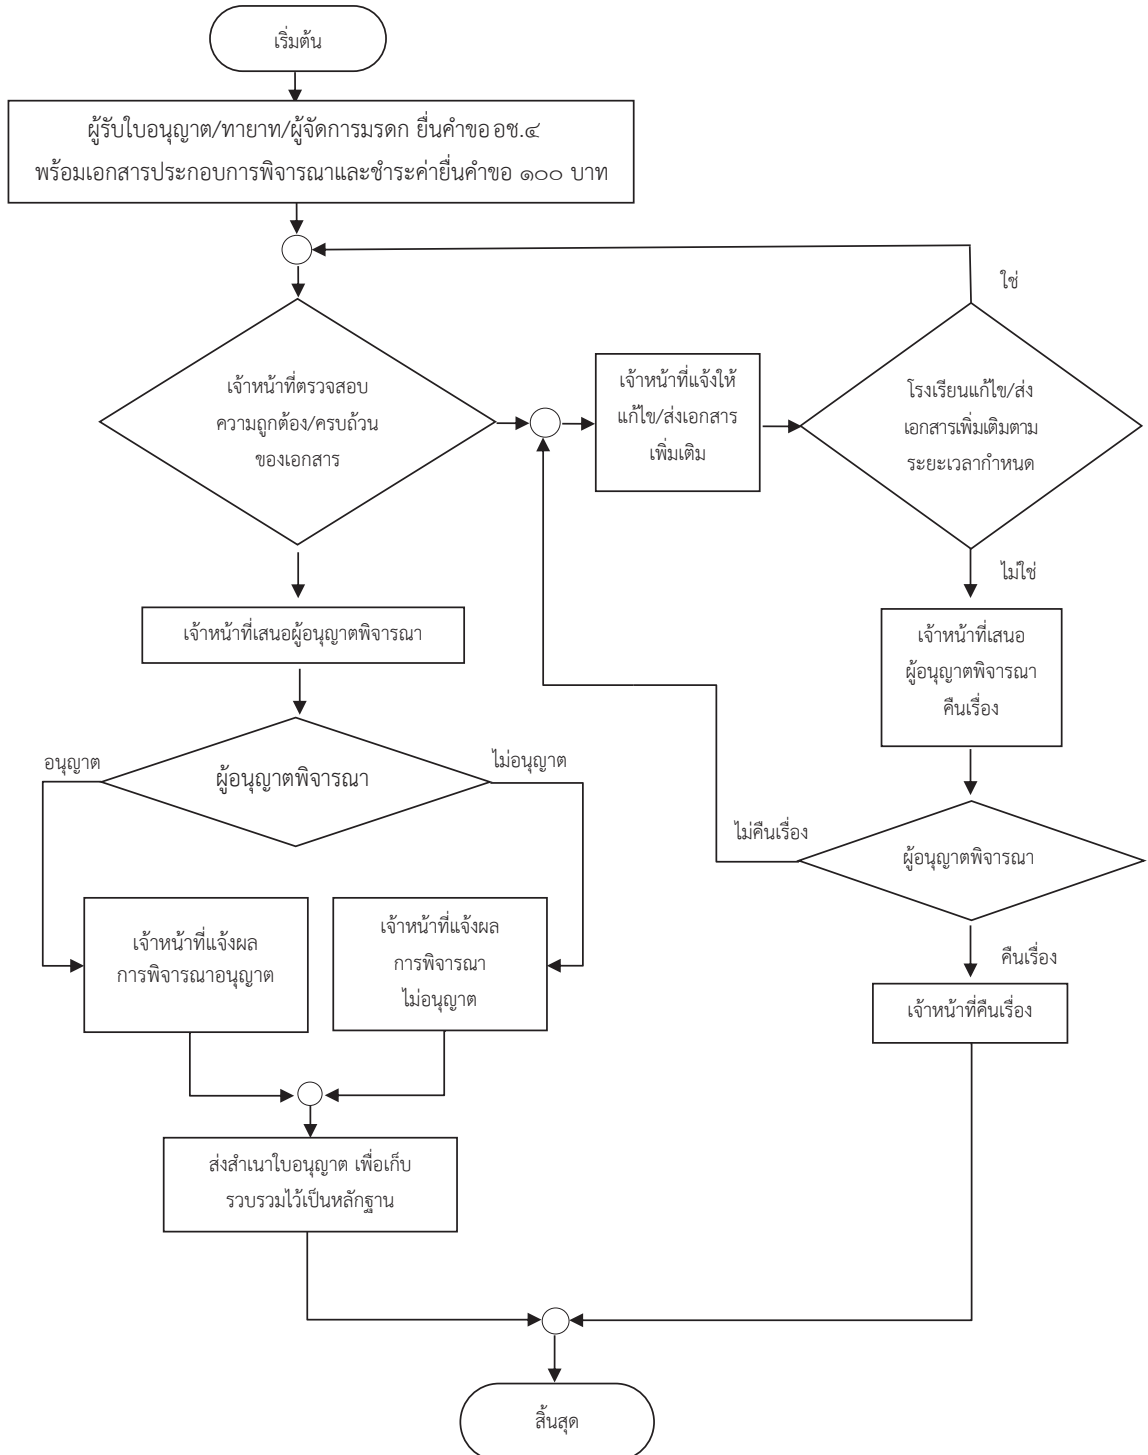 เริ่มต้น
ผู้รับใบอนุญาต/ทายาท/ผู้จัดการมรดก ยื่นคำขอ อช.๔
พร้อมเอกสารประกอบการพิจารณาและชำระค่ายื่นคำขอ ๑๐๐ บาท
ใช่
เจ้าหน้าที่ตรวจสอบ
ความถูกต้อง/ครบถ้วน
ของเอกสาร
เจ้าหน้าที่แจ้งให้
แก้ไข/ส่งเอกสาร
เพิ่มเติม
โรงเรียนแก้ไข/ส่ง
เอกสารเพิ่มเติมตาม
ระยะเวลากำหนด
ไม่ใช่
เจ้าหน้าที่เสนอผู้อนุญาตพิจารณา
เจ้าหน้าที่เสนอ
ผู้อนุญาตพิจารณา
คืนเรื่อง
อนุญาต
ผู้อนุญาตพิจารณา
ไม่อนุญาต
ไม่คืนเรื่อง
ผู้อนุญาตพิจารณา
เจ้าหน้าที่แจ้งผล
การพิจารณาอนุญาต
เจ้าหน้าที่แจ้งผล
การพิจารณา
ไม่อนุญาต
คืนเรื่อง
เจ้าหน้าที่คืนเรื่อง
ส่งสำเนาใบอนุญาต เพื่อเก็บ
รวบรวมไว้เป็นหลักฐาน
สิ้นสุด